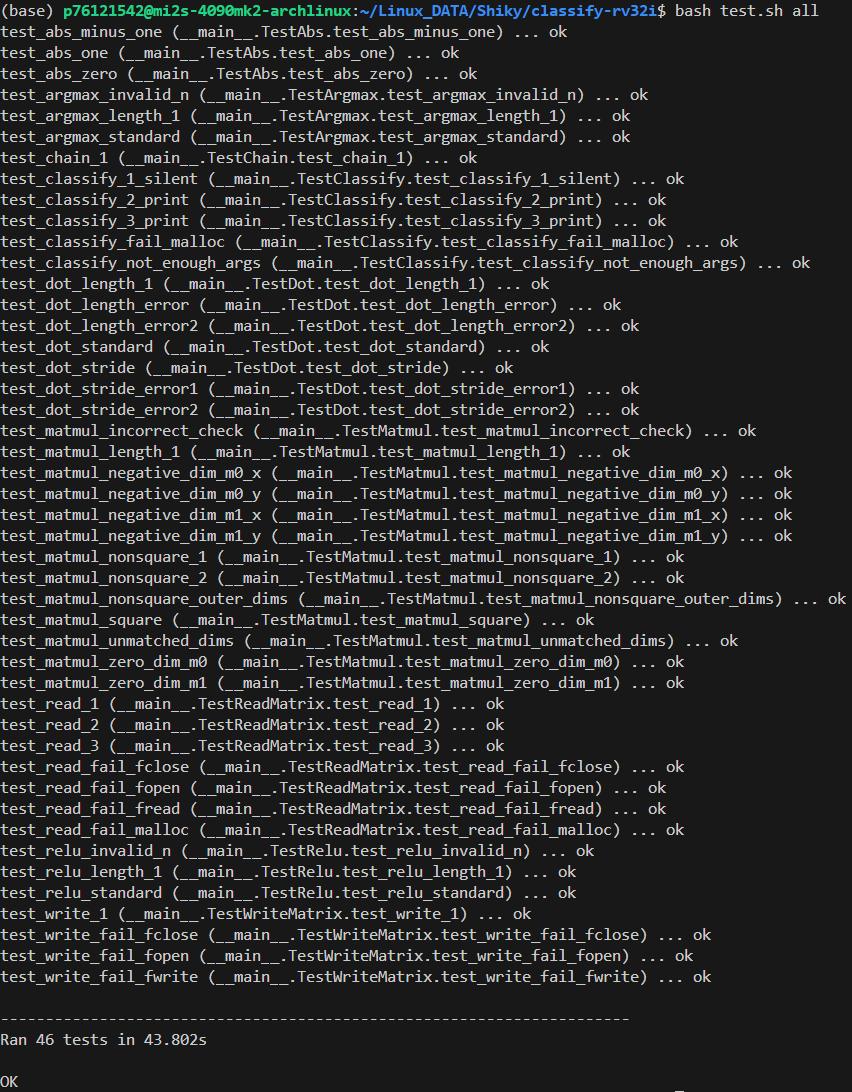 (base) p76121542@mi2s-4090mk2-archlinux:~/Linux_DATA/Shiky/classify-rv32i$ bash test.sh all
test_abs_minus_one (__main__.TestAbs.test_abs_minus_one) ... ok
test_abs_one (__main__.TestAbs.test_abs_one) ... ok
test_abs_zero (__main__.TestAbs.test_abs_zero) ... ok
test_argmax_invalid_n (__main__.TestArgmax.test_argmax_invalid_n) ... ok
test_argmax_length_1 (__main__.TestArgmax.test_argmax_length_1) ... ok
test_argmax_standard (__main__.TestArgmax.test_argmax_standard) ... ok
test_chain_1 (__main__.TestChain.test_chain_1) ... ok
test_classify_1_silent (__main__.TestClassify.test_classify_1_silent) ... ok
test_classify_2_print (__main__.TestClassify.test_classify_2_print) ... ok
test_classify_3_print (__main__.TestClassify.test_classify_3_print) ... ok
test_classify_fail_malloc (__main__.TestClassify.test_classify_fail_malloc) ... ok
test_classify_not_enough_args (__main__.TestClassify.test_classify_not_enough_args) ... ok
test_dot_length_1 (__main__.TestDot.test_dot_length_1) ... ok
test_dot_length_error (__main__.TestDot.test_dot_length_error) ... ok
test_dot_length_error2 (__main__.TestDot.test_dot_length_error2) ... ok
test_dot_standard (__main__.TestDot.test_dot_standard) ... ok
test_dot_stride (__main__.TestDot.test_dot_stride) ... ok
test_dot_stride_error1 (__main__.TestDot.test_dot_stride_error1) ... ok
test_dot_stride_error2 (__main__.TestDot.test_dot_stride_error2) ... ok
test_matmul_incorrect_check (__main__.TestMatmul.test_matmul_incorrect_check) ... ok
test_matmul_length_1 (__main__.TestMatmul.test_matmul_length_1) ... ok
test_matmul_negative_dim_m0_x (__main__.TestMatmul.test_matmul_negative_dim_m0_x) ... ok
test_matmul_negative_dim_m0_y (__main__.TestMatmul.test_matmul_negative_dim_m0_y) ... ok
test_matmul_negative_dim_m1_x (__main__.TestMatmul.test_matmul_negative_dim_m1_x) ... ok
test_matmul_negative_dim_m1_y (__main__.TestMatmul.test_matmul_negative_dim_m1_y) ... ok
test_matmul_nonsquare_1 (__main__.TestMatmul.test_matmul_nonsquare_1) ... ok
test_matmul_nonsquare_2 (__main__.TestMatmul.test_matmul_nonsquare_2) ... ok
test_matmul_nonsquare_outer_dims (__main__.TestMatmul.test_matmul_nonsquare_outer_dims) ... ok
test_matmul_square (__main__.TestMatmul.test_matmul_square) ... ok
test_matmul_unmatched_dims (__main__.TestMatmul.test_matmul_unmatched_dims) ... ok
test_matmul_zero_dim_m0 (__main__.TestMatmul.test_matmul_zero_dim_m0) ... ok
test_matmul_zero_dim_m1 (__main__.TestMatmul.test_matmul_zero_dim_m1) ... ok
test_read_1 (__main__.TestReadMatrix.test_read_1) ... ok
test_read_2 (__main__.TestReadMatrix.test_read_2) ... ok
test_read_3 (__main__.TestReadMatrix.test_read_3) ... ok
test_read_fail_fclose (__main__.TestReadMatrix.test_read_fail_fclose) ... ok
test_read_fail_fopen (__main__.TestReadMatrix.test_read_fail_fopen) ... ok
test_read_fail_fread (__main__.TestReadMatrix.test_read_fail_fread) ... ok
test_read_fail_malloc (__main__.TestReadMatrix.test_read_fail_malloc) ... ok
test_relu_invalid_n (__main__.TestRelu.test_relu_invalid_n) ... ok
test_relu_length_1 (__main__.TestRelu.test_relu_length_1) ... ok
test_relu_standard (__main__.TestRelu.test_relu_standard) ... ok
test_write_1 (__main__.TestWriteMatrix.test_write_1) ... ok
test_write_fail_fclose (__main__.TestWriteMatrix.test_write_fail_fclose) ... ok
test_write_fail_fopen (__main__.TestWriteMatrix.test_write_fail_fopen) ... ok
test_write_fail_fwrite (__main__.TestWriteMatrix.test_write_fail_fwrite) ... ok
----------------------------------------------------------------------
Ran 46 tests in 43.802s
OK